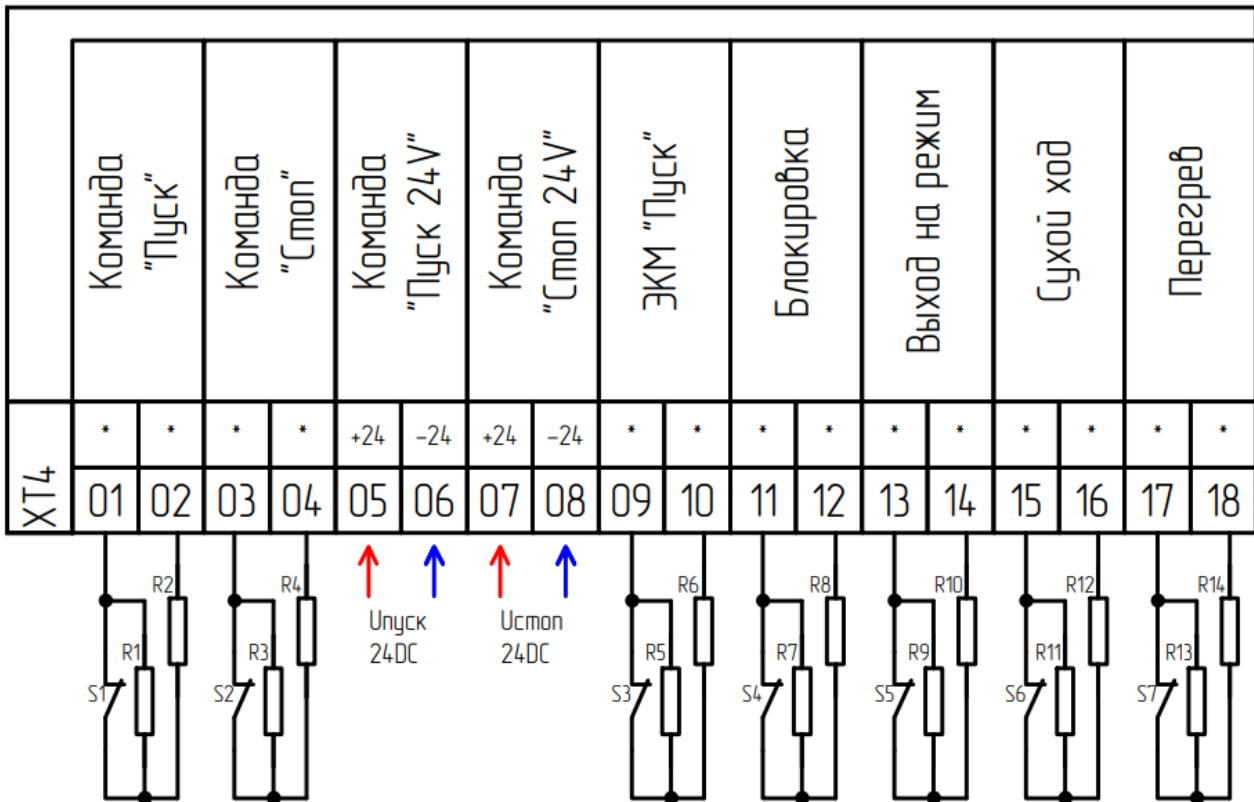 Команда
"Пуск"
Команда
"Стоп"
Команда
"Пуск 24V"
Команда
"Стоп 24V"
ЭКМ "Пуск"
Блокировка
Выход на режим
Сухой ход
Перегрев
* * * * +24 -24 +24 -24 * * * * * * * * * *
XT4 01 02 03 04 05 06 07 08 09 10 11 12 13 14 15 16 17 18
R2 R4 R6 R8 R10 R12 R14
Uпуск
24DC
Uстоп
24DC
R1 R3 R5 R7 R9 R11 R13
S1 S2 S3 S4 S5 S6 S7